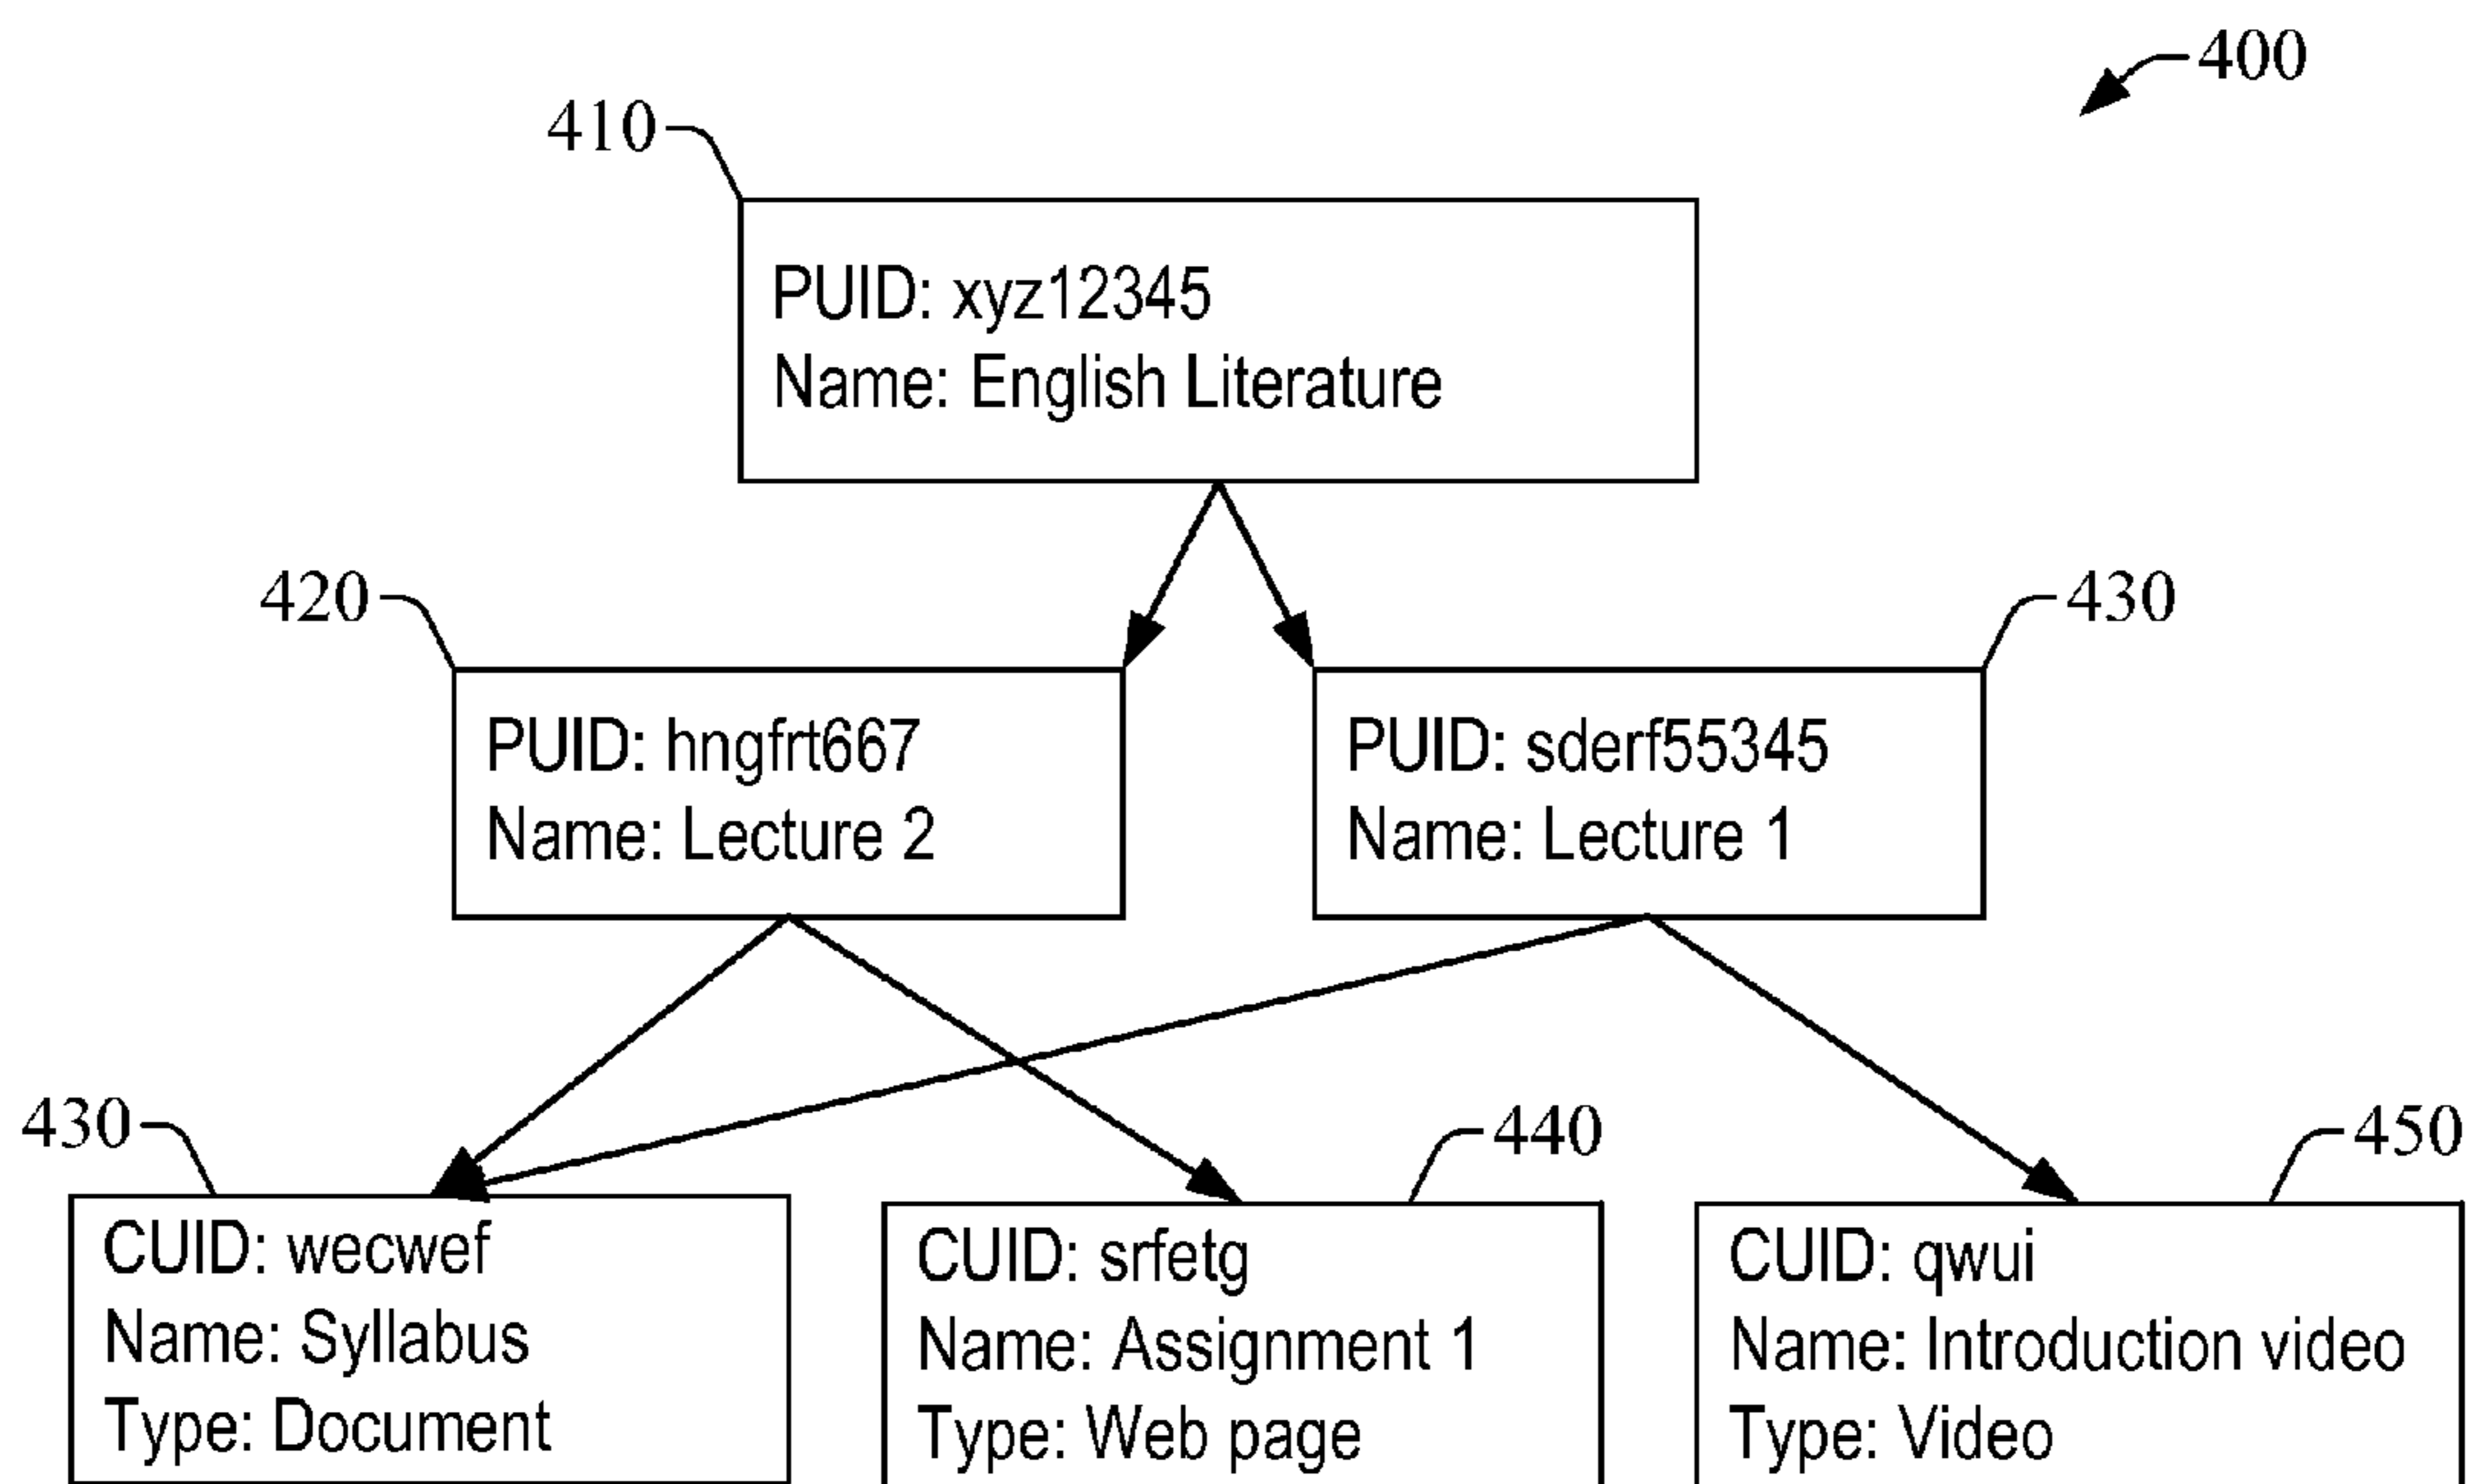 400
410
PUID: xyz12345
Name: English Literature
420
430
PUID: hngfrt667
Name: Lecture 2
PUID: sderf55345
Name: Lecture 1
430
440
450
CUID: wecwef
Name: Syllabus
Type: Document
CUID: srfetg
Name: Assignment 1
Type: Web page
CUID: qwui
Name: Introduction video
Type: Video